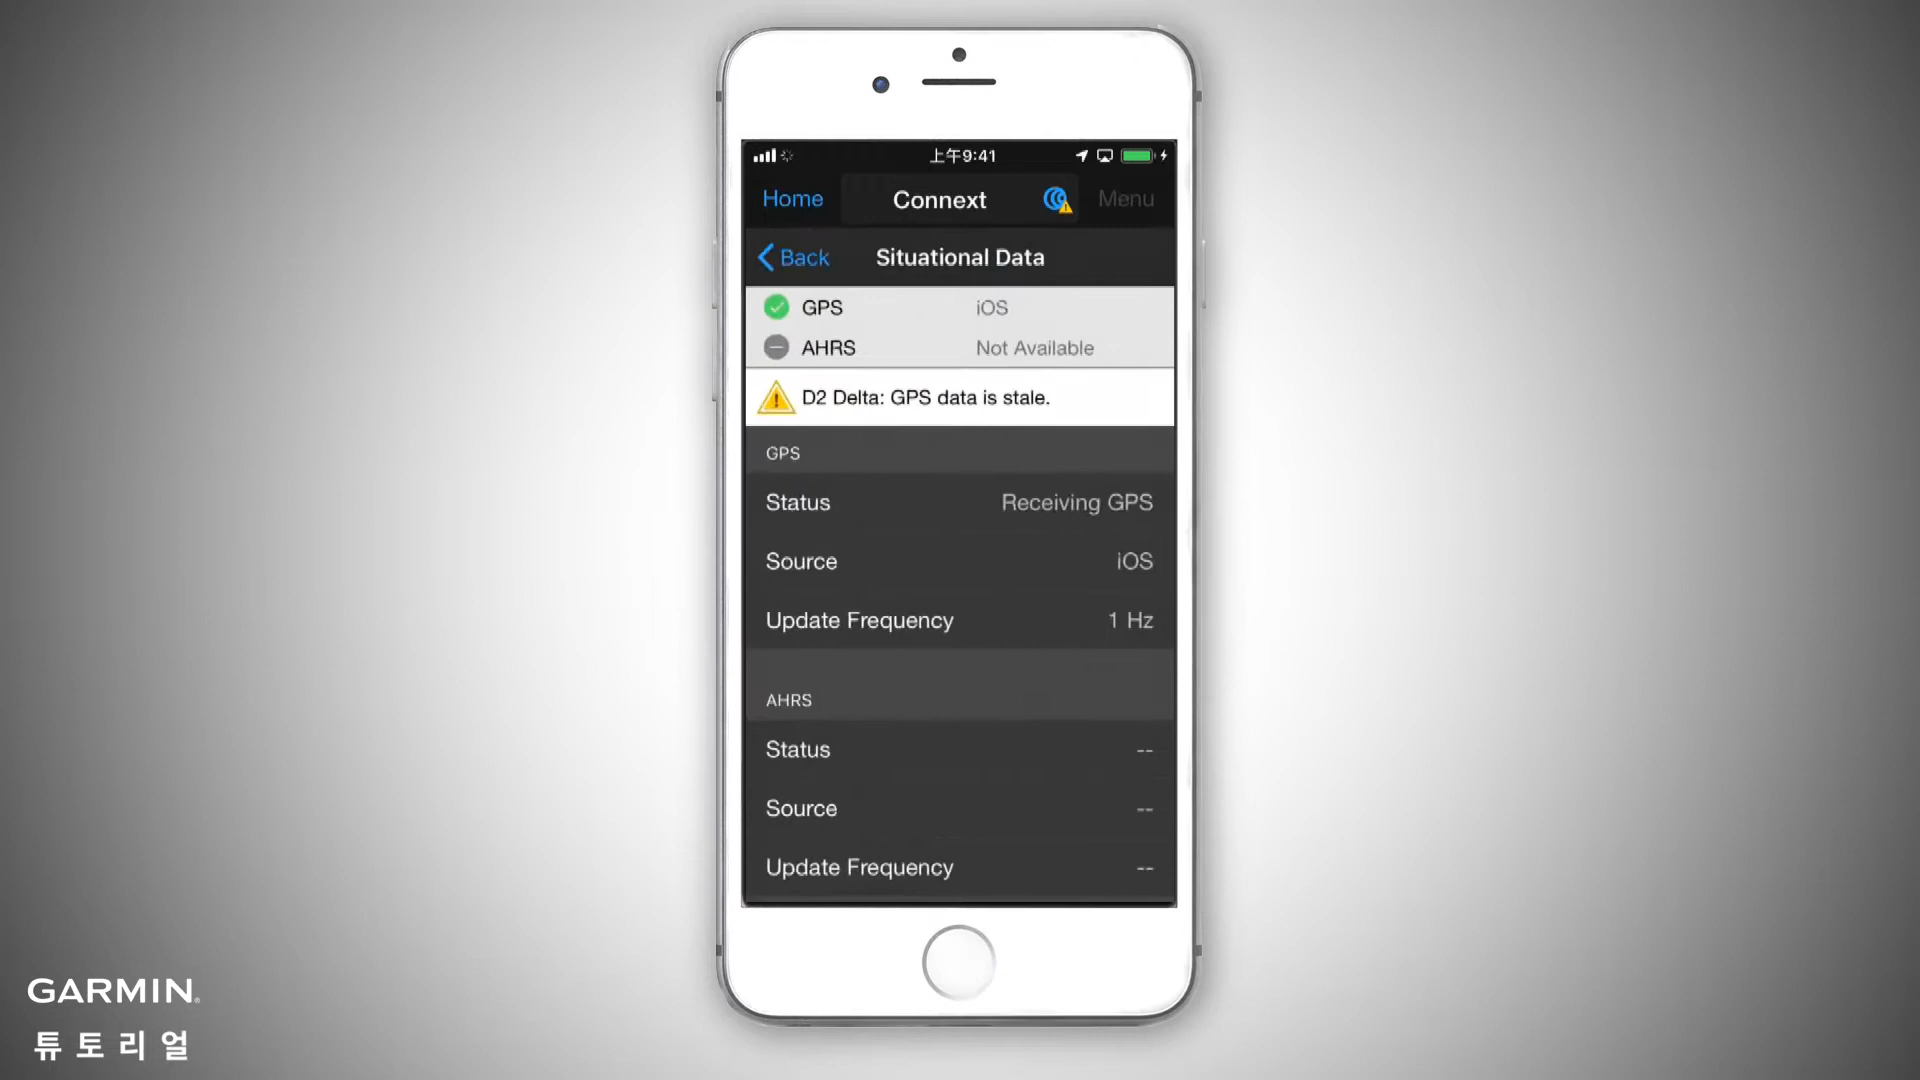 上午9:41
Home Connext Menu
Back Situational Data
GPS iOS
AHRS Not Available
D2 Delta: GPS data is stale.
GPS
Status Receiving GPS
Source iOS
Update Frequency 1 Hz
AHRS
Status --
Source --
Update Frequency --
GARMIN®
튜토리얼